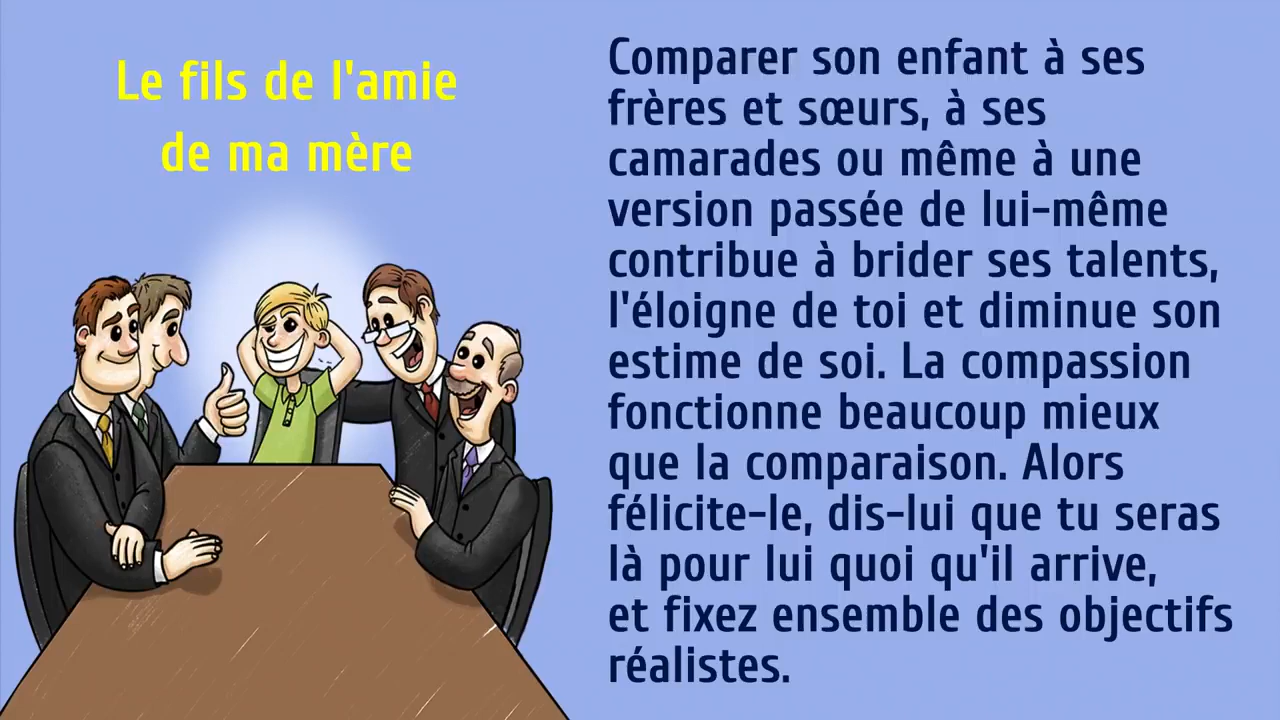 Le fils de l'amie
de ma mère
Comparer son enfant à ses
frères et sœurs, à ses
camarades ou même à une
version passée de lui-même
contribue à brider ses talents,
l'éloigne de toi et diminue son
estime de soi. La compassion
fonctionne beaucoup mieux
que la comparaison. Alors
félicite-le, dis-lui que tu seras
là pour lui quoi qu'il arrive,
et fixez ensemble des objectifs
réalistes.